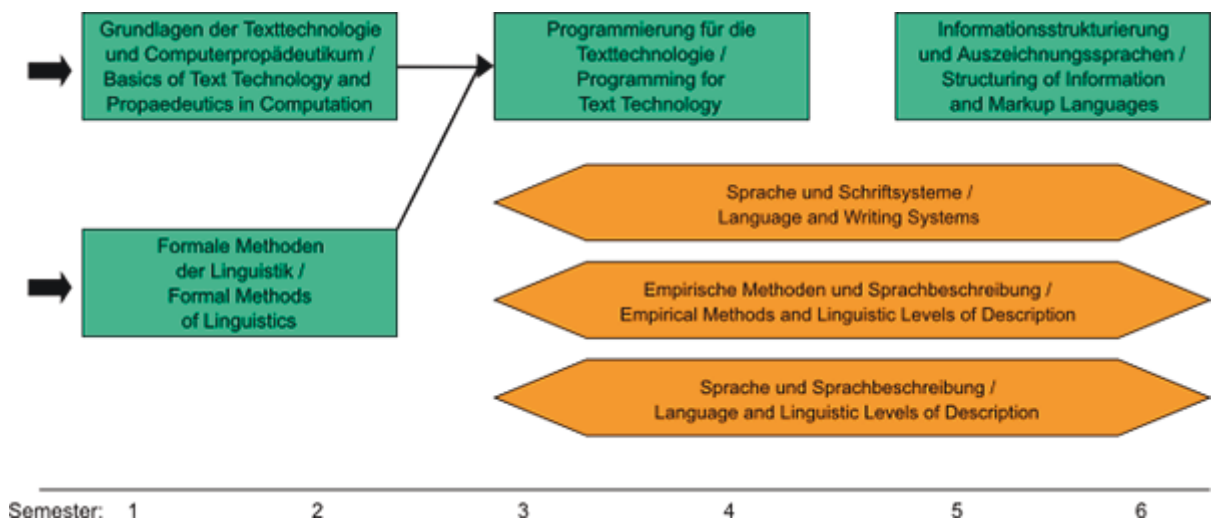 Grundlagen der Texttechnologie
und Computerpropädeutikum /
Basics of Text Technology and
Propaedeutics in Computation
Programmierung für die
Texttechnologie /
Programming for
Text Technology
Informationsstrukturierung
und Auszeichnungssprachen /
Structuring of Information
and Markup Languages
Sprache und Schriftsysteme /
Language and Writing Systems
Formale Methoden
der Linguistik /
Formal Methods
of Linguistics
Empirische Methoden und Sprachbeschreibung /
Empirical Methods and Linguistic Levels of Description
Sprache und Sprachbeschreibung /
Language and Linguistic Levels of Description
Semester: 1 2 3 4 5 6